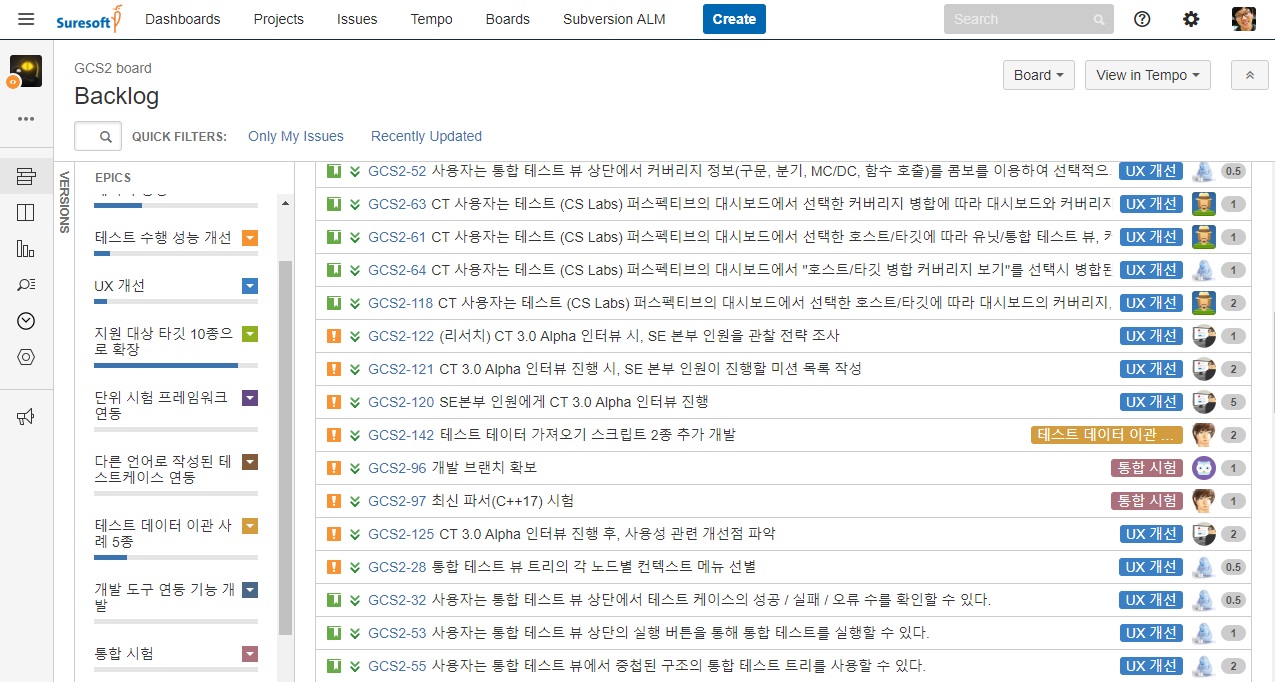 Suresoft Dashboards Projects Issues Tempo Boards Subversion ALM Create Search
GCS2 board
Backlog
Board View in Tempo
QUICK FILTERS: Only My Issues Recently Updated
VERSIONS
EPICS
테스트 수행 성능 개선
UX 개선
지원 대상 타깃 10종으
로 확장
단위 시험 프레임워크
연동
다른 언어로 작성된 테
스트케이스 연동
테스트 데이터 이관 사
례 5종
개발 도구 연동 기능 개
발
통합 시험
GCS2-52 사용자는 통합 테스트 뷰 상단에서 커버리지 정보(구문, 분기, MC/DC, 함수 호출)를 콤보를 이용하여 선택적으... UX 개선 0.5
GCS2-63 CT 사용자는 테스트 (CS Labs) 퍼스펙티브의 대시보드에서 선택한 커버리지 병합에 따라 대시보드와 커버리지 UX 개선 1
GCS2-61 CT 사용자는 테스트 (CS Labs) 퍼스펙티브의 대시보드에서 선택한 호스트/타깃에 따라 유닛/통합 테스트 뷰, UX 개선 1
GCS2-64 CT 사용자는 테스트 (CS Labs) 퍼스펙티브의 대시보드에서 "호스트/타깃 병합 커버리지 보기"를 선택시 병합된 UX 개선 1
GCS2-118 CT 사용자는 테스트 (CS Labs) 퍼스펙티브의 대시보드에서 선택한 호스트/타깃에 따라 대시보드의 커버리지, UX 개선 2
GCS2-122 (리서치) CT 3.0 Alpha 인터뷰 시, SE 본부 인원을 관찰 전략 조사 UX 개선 1
GCS2-121 CT 3.0 Alpha 인터뷰 진행 시, SE 본부 인원이 진행할 미션 목록 작성 UX 개선 2
GCS2-120 SE본부 인원에게 CT 3.0 Alpha 인터뷰 진행 UX 개선 5
GCS2-142 테스트 테이터 가져오기 스크립트 2종 추가 개발 테스트 데이터 이관 ... 2
GCS2-96 개발 브랜치 확보 통합 시험 1
GCS2-97 최신 파서(C++17) 시험 통합 시험 1
GCS2-125 CT 3.0 Alpha 인터뷰 진행 후, 사용성 관련 개선점 파악 UX 개선 2
GCS2-28 통합 테스트 뷰 트리의 각 노드별 컨텍스트 메뉴 선별 UX 개선 0.5
GCS2-32 사용자는 통합 테스트 뷰 상단에서 테스트 케이스의 성공 / 실패 / 오류 수를 확인할 수 있다. UX 개선 0.5
GCS2-53 사용자는 통합 테스트 뷰 상단의 실행 버튼을 통해 통합 테스트를 실행할 수 있다. UX 개선 1
GCS2-55 사용자는 통합 테스트 뷰에서 중첩된 구조의 통합 테스트 트리를 사용할 수 있다. UX 개선 2